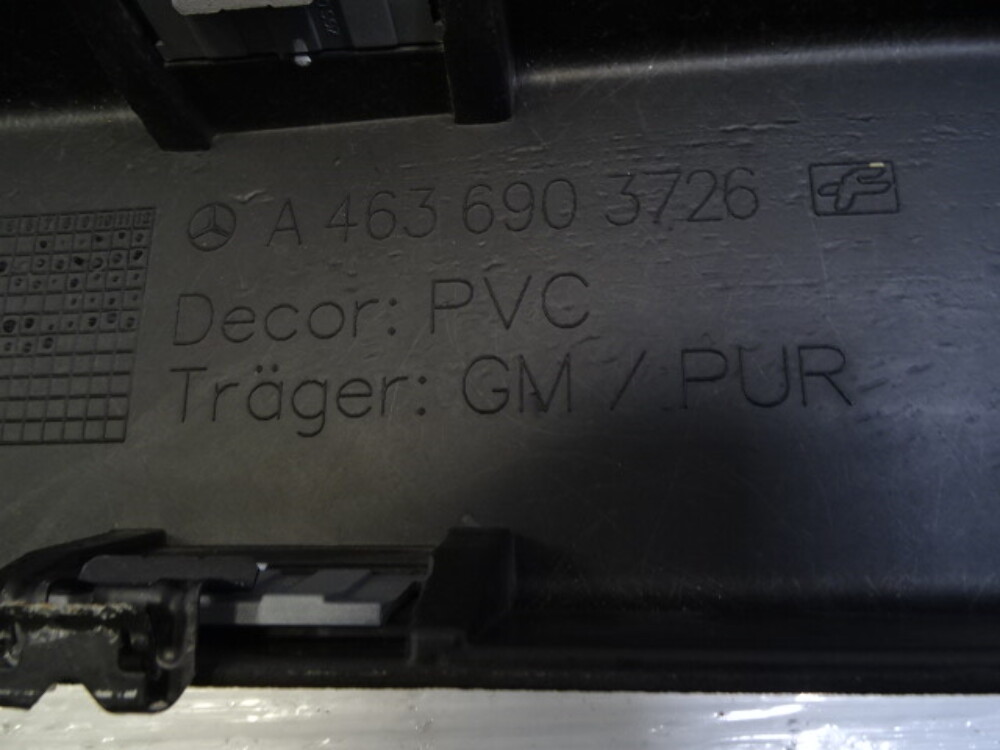 A 463 690 3726
Decor: PVC
Träger: GM / PUR